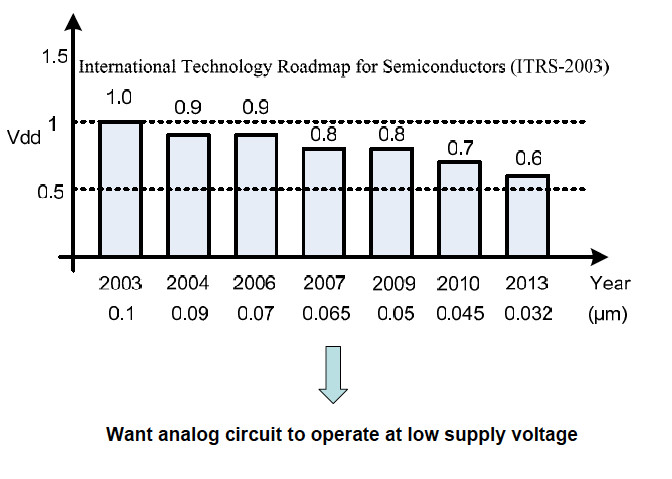 1.5
International Technology Roadmap for Semiconductors (ITRS-2003)
1.0
0.9
0.9
0.8
0.8
0.7
0.6
Vdd
1
0.5
2003 2004 2006 2007 2009 2010 2013 Year
0.1 0.09 0.07 0.065 0.05 0.045 0.032 (μm)
Want analog circuit to operate at low supply voltage